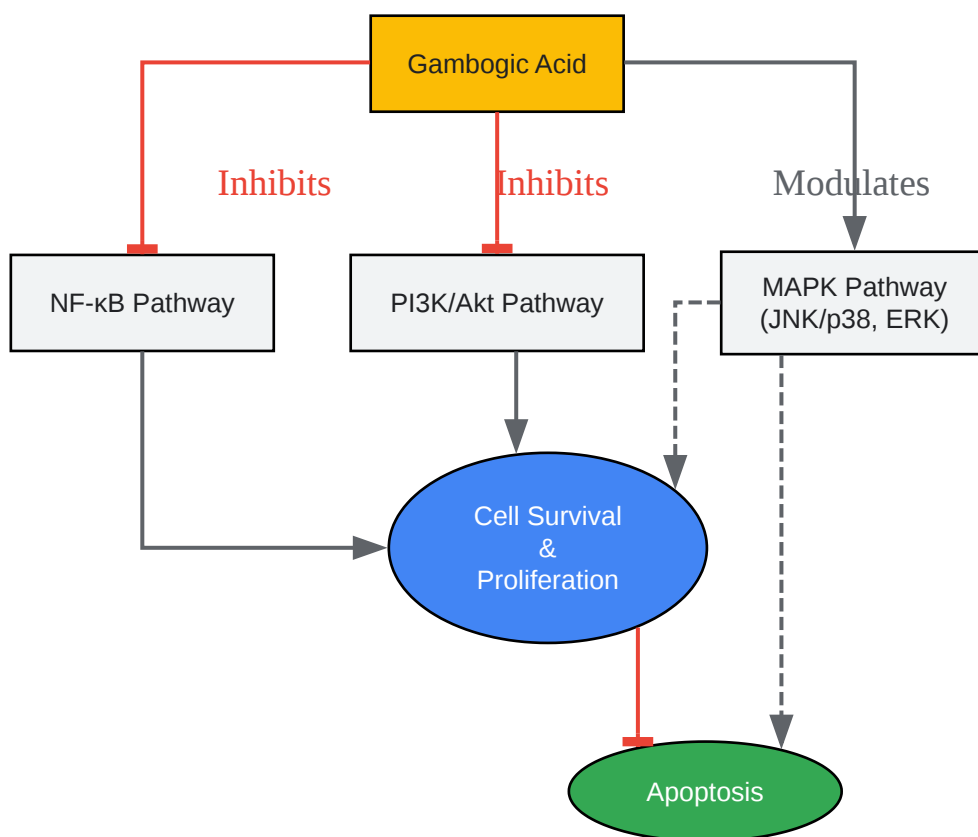 Gambogic Acid
Inhibits
Inhibits
Modulates
NF-κB Pathway
PI3K/Akt Pathway
MAPK Pathway
(JNK/p38, ERK)
Cell Survival
&
Proliferation
Apoptosis